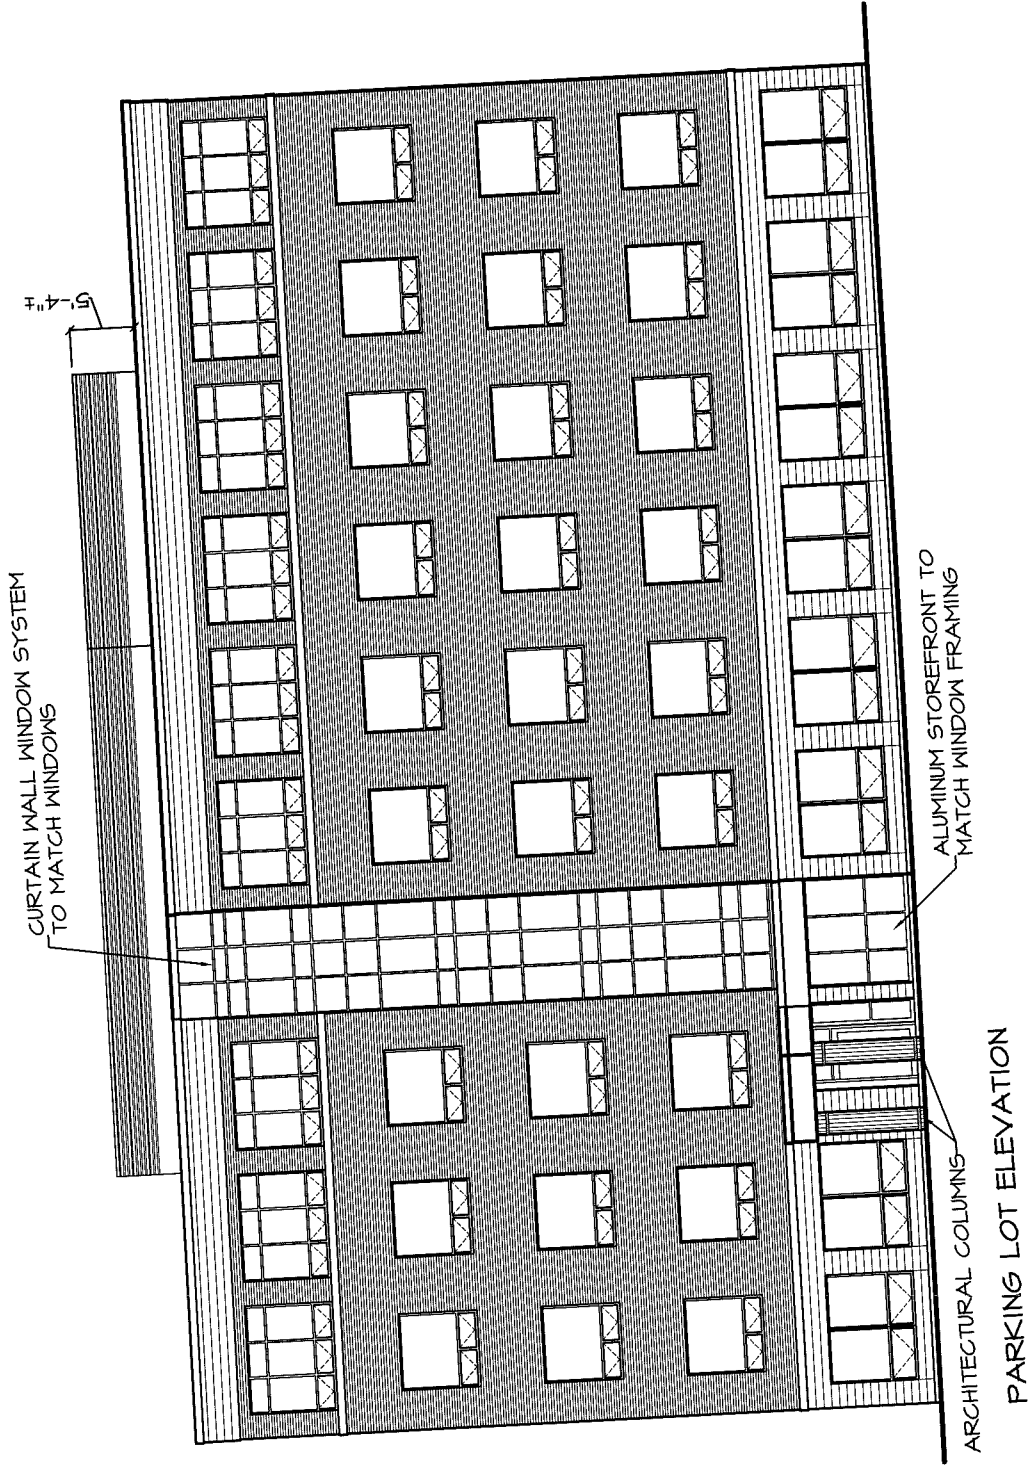 5'-4"±
CURTAIN WALL WINDOW SYSTEM
TO MATCH WINDOWS
ALUMINUM STOREFRONT TO
MATCH WINDOW FRAMING
ARCHITECTURAL COLUMNS
PARKING LOT ELEVATION